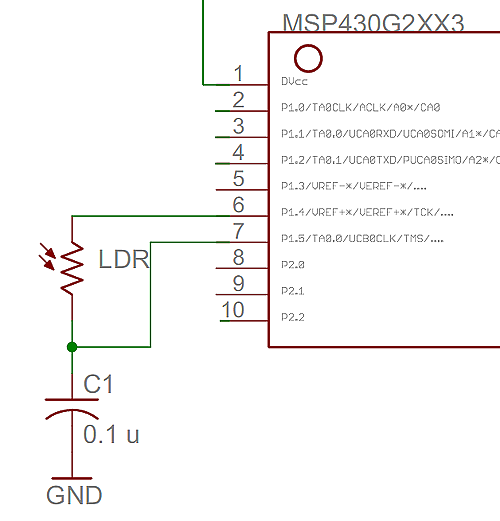 MSP430G2XX3
1 DVcc
2 P1.0/TA0CLK/ACLK/A0*/CA0
3 P1.1/TA0.0/UCA0RXD/UCA0SOMI/A1*/CA
4 P1.2/TA0.1/UCA0TXD/PUCA0SIMO/A2*/C
5 P1.3/VREF-*/VEREF-*/....
6 P1.4/VREF+*/VEREF+*/TCK/....
7 P1.5/TA0.0/UCB0CLK/TMS/....
8 P2.0
9 P2.1
10 P2.2
LDR
C1
0.1 u
GND